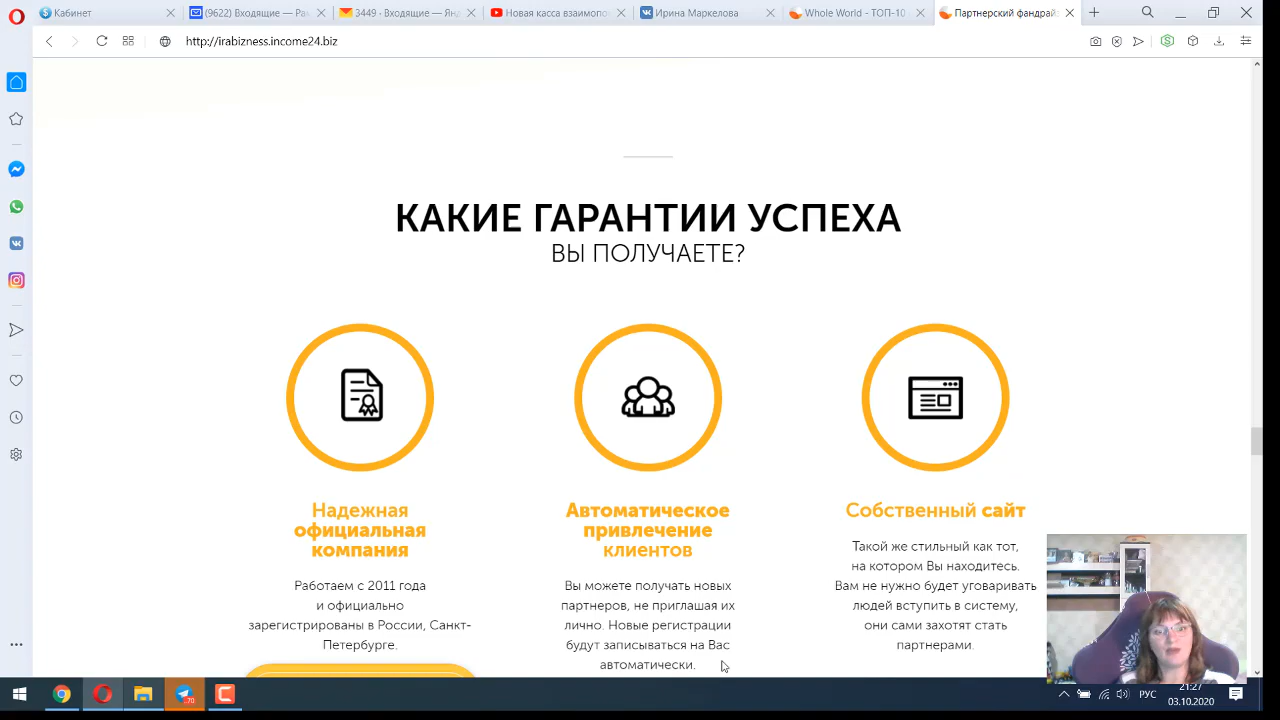 Кабинет
(9622) Входящие — Рам
3449 - Входящие — Янд
Новая касса взаимопо
Ирина Маркелова
Whole World - ТОП-10
Партнерский фандрай
http://irabizness.income24.biz
КАКИЕ ГАРАНТИИ УСПЕХА
ВЫ ПОЛУЧАЕТЕ?
Надежная
официальная
компания
Работаем с 2011 года
и официально
зарегистрированы в России, Санкт-
Петербурге.
Автоматическое
привлечение
клиентов
Вы можете получать новых
партнеров, не приглашая их
лично. Новые регистрации
будут записываться на Вас
автоматически.
Собственный сайт
Такой же стильный как тот,
на котором Вы находитесь.
Вам не нужно будет уговаривать
людей вступить в систему,
они сами захотят стать
партнерами.
70
РУС
21:27
03.10.2020